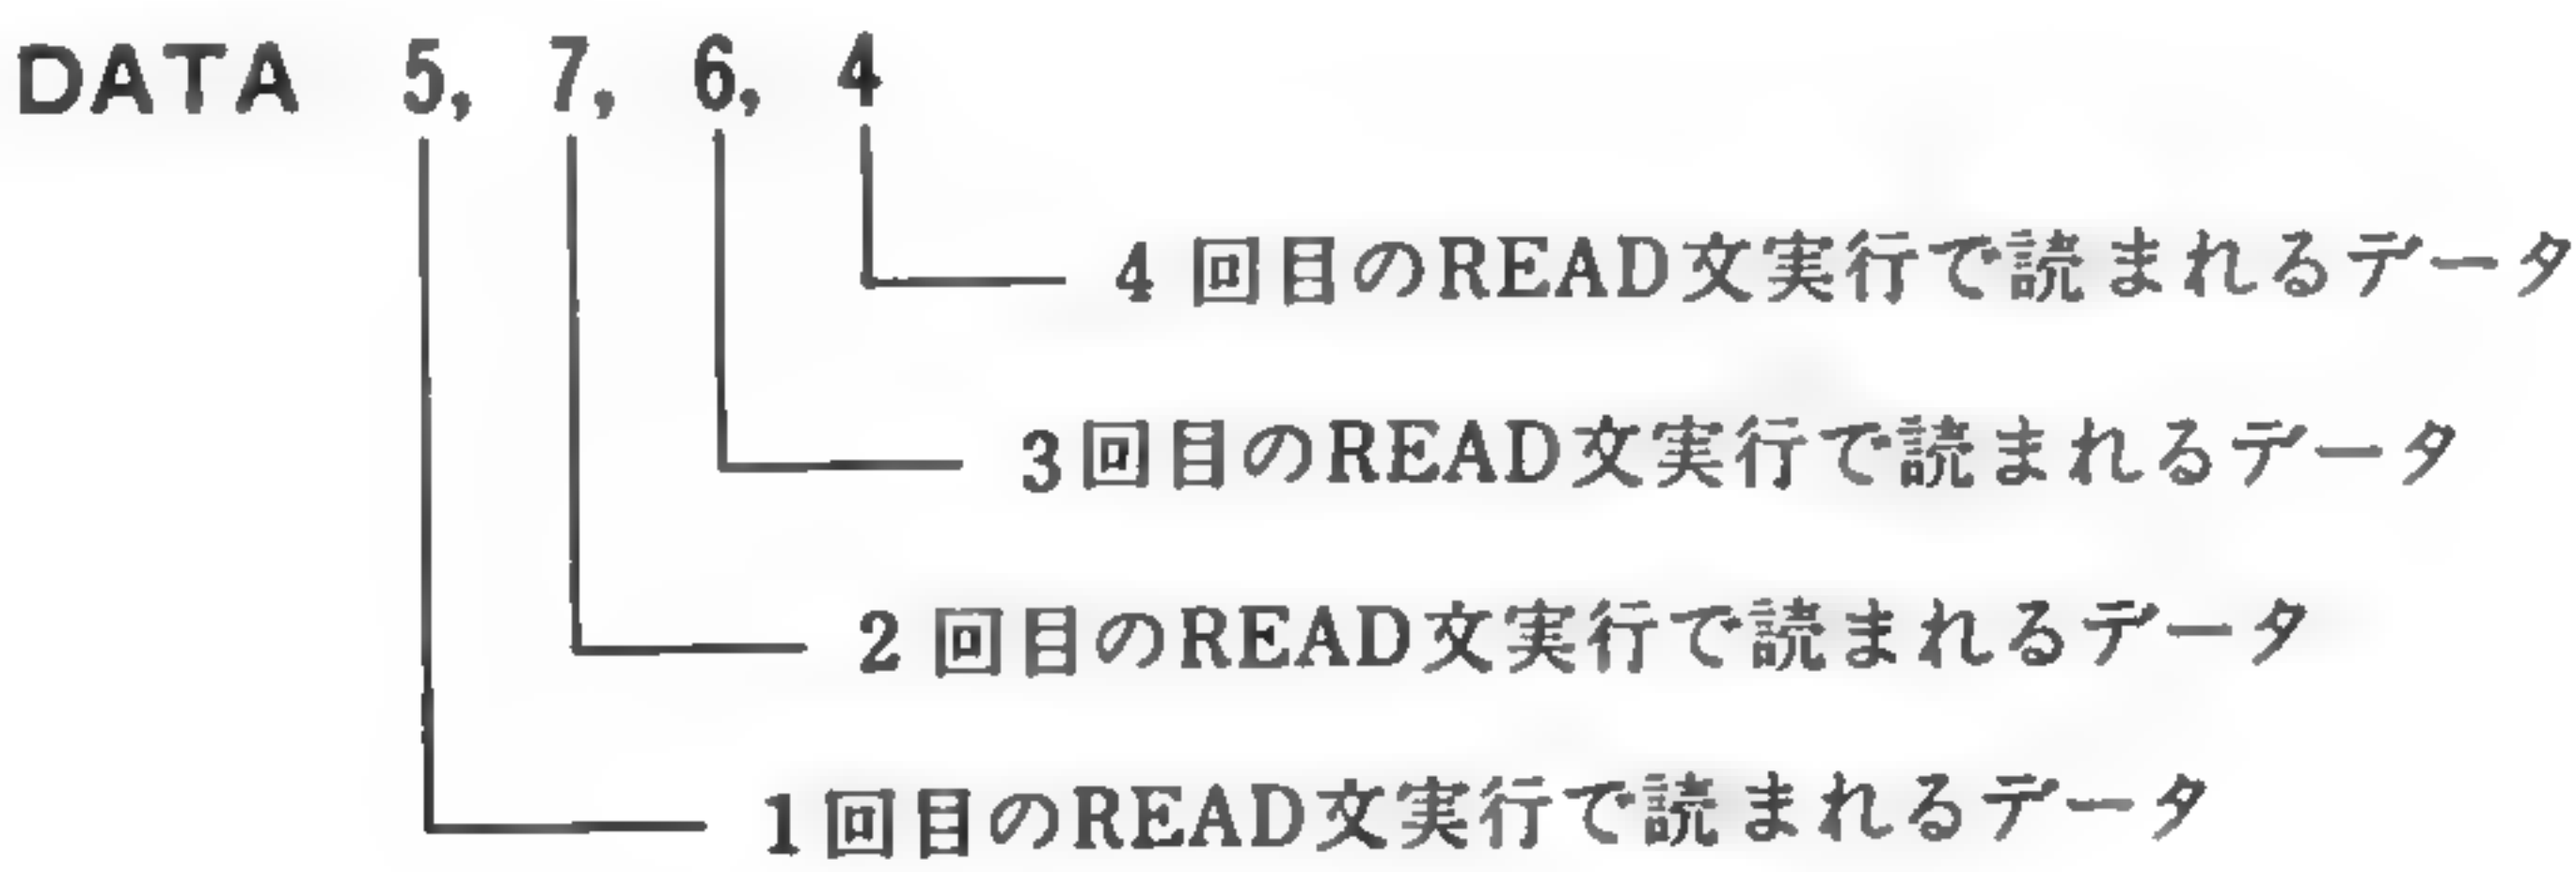 DATA 5, 7, 6, 4
4回目のREAD文実行で読まれるデータ
3回目のREAD文実行で読まれるデータ
2回目のREAD文実行で読まれるデータ
1回目のREAD文実行で読まれるデータ